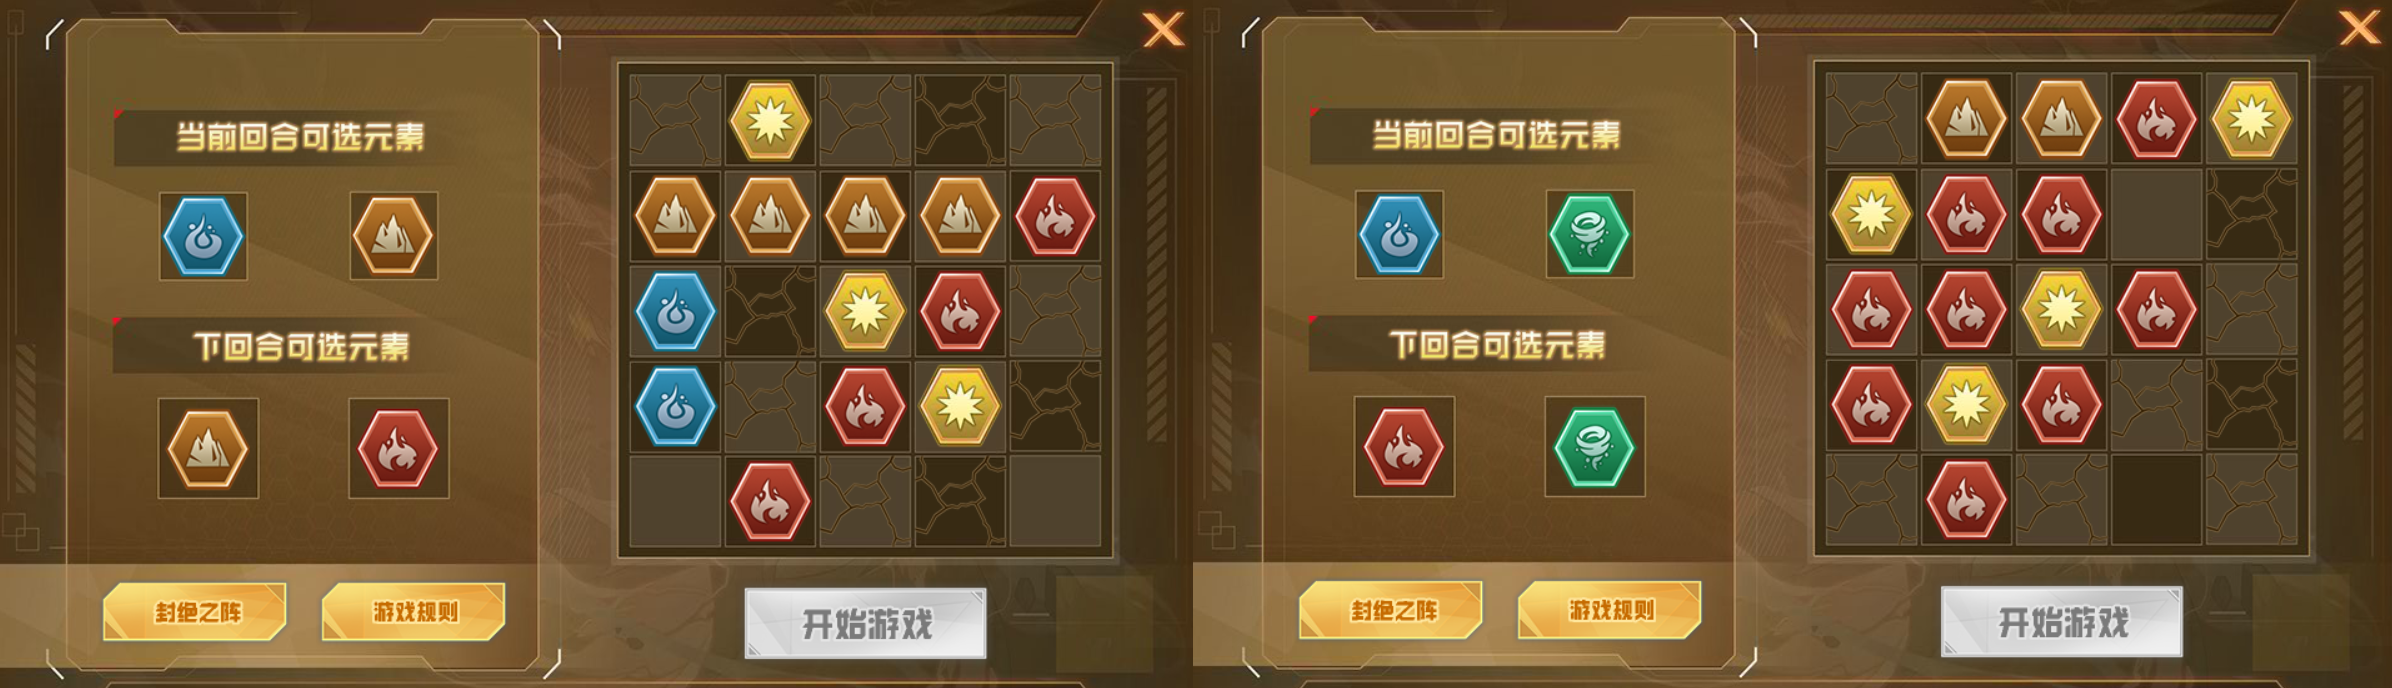 当前回合可选元素
下回合可选元素
封绝之阵
游戏规则
开始游戏
当前回合可选元素
下回合可选元素
封绝之阵
游戏规则
开始游戏